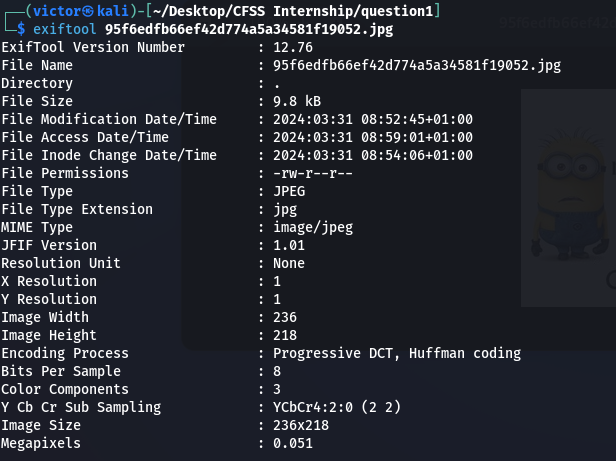 ┌──(victor㉿kali)-[~/Desktop/CFSS Internship/question1]
└─$ exiftool 95f6edfb66ef42d774a5a34581f19052.jpg
ExifTool Version Number : 12.76
File Name : 95f6edfb66ef42d774a5a34581f19052.jpg
Directory : .
File Size : 9.8 kB
File Modification Date/Time : 2024:03:31 08:52:45+01:00
File Access Date/Time : 2024:03:31 08:59:01+01:00
File Inode Change Date/Time : 2024:03:31 08:54:06+01:00
File Permissions : -rw-r--r--
File Type : JPEG
File Type Extension : jpg
MIME Type : image/jpeg
JFIF Version : 1.01
Resolution Unit : None
X Resolution : 1
Y Resolution : 1
Image Width : 236
Image Height : 218
Encoding Process : Progressive DCT, Huffman coding
Bits Per Sample : 8
Color Components : 3
Y Cb Cr Sub Sampling : YCbCr4:2:0 (2 2)
Image Size : 236x218
Megapixels : 0.051